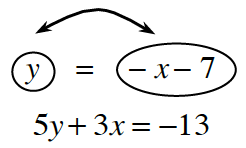 y = − x − 7
5y + 3x = −13